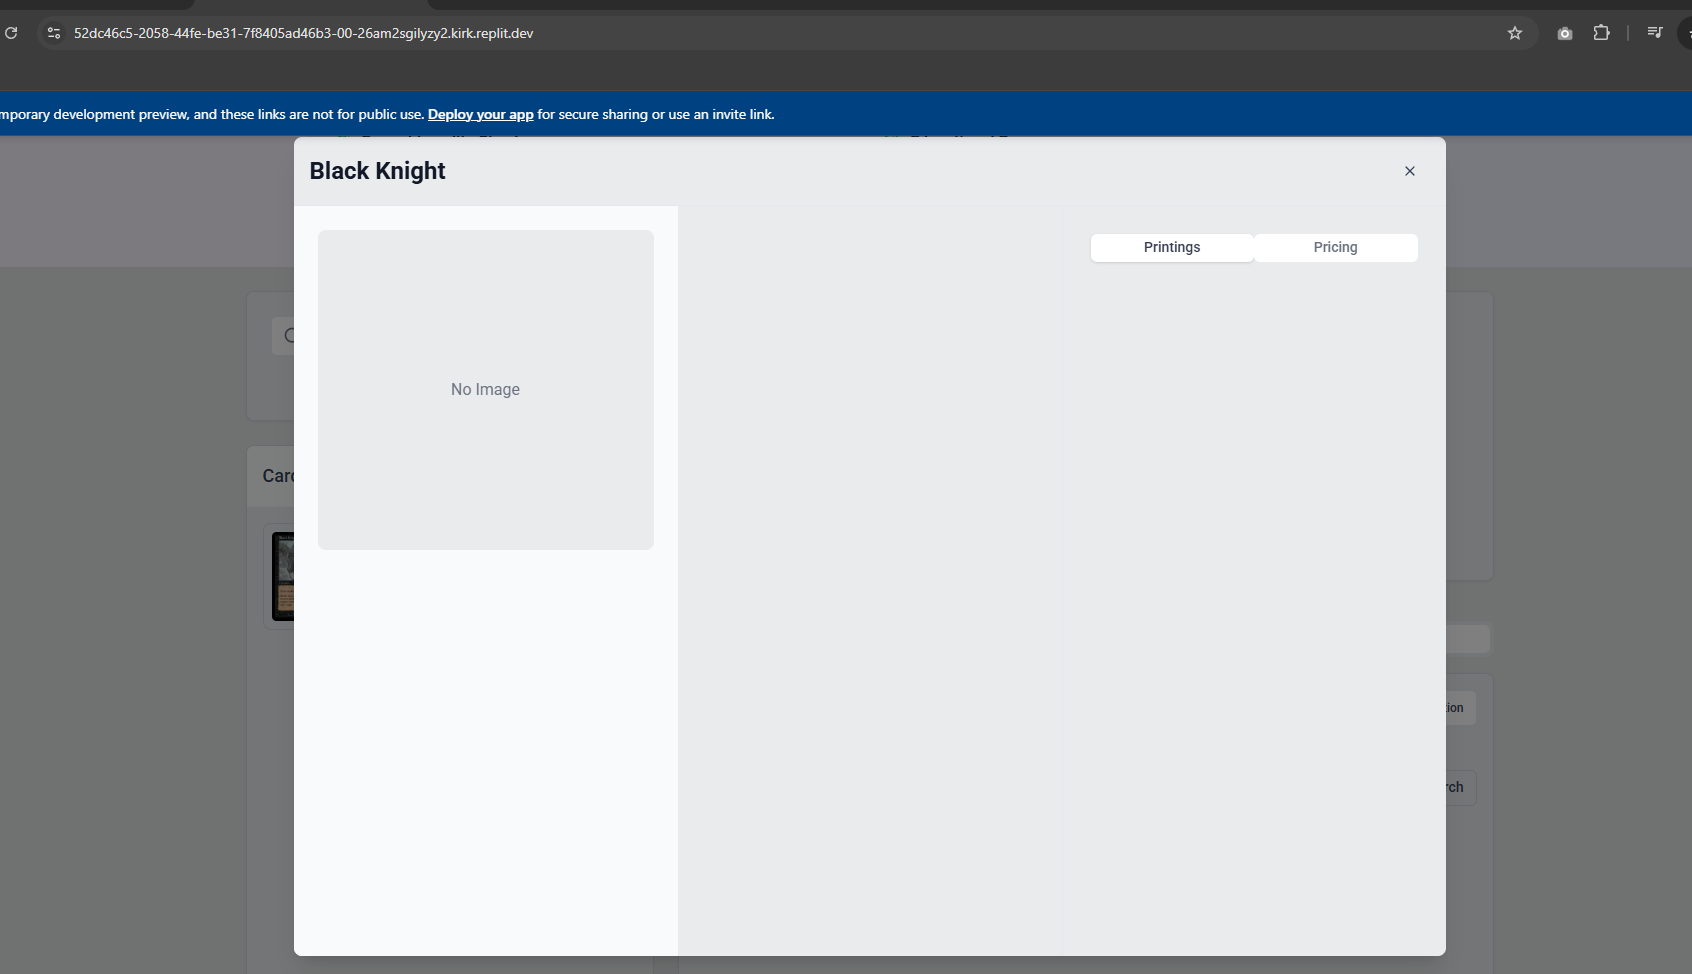 52dc46c5-2058-44fe-be31-7f8405ad46b3-00-26am2sgilyzy2.kirk.replit.dev
mporary development preview, and these links are not for public use. Deploy your app for secure sharing or use an invite link.
Black Knight
Printings
Pricing
No Image
Card
tion
rch